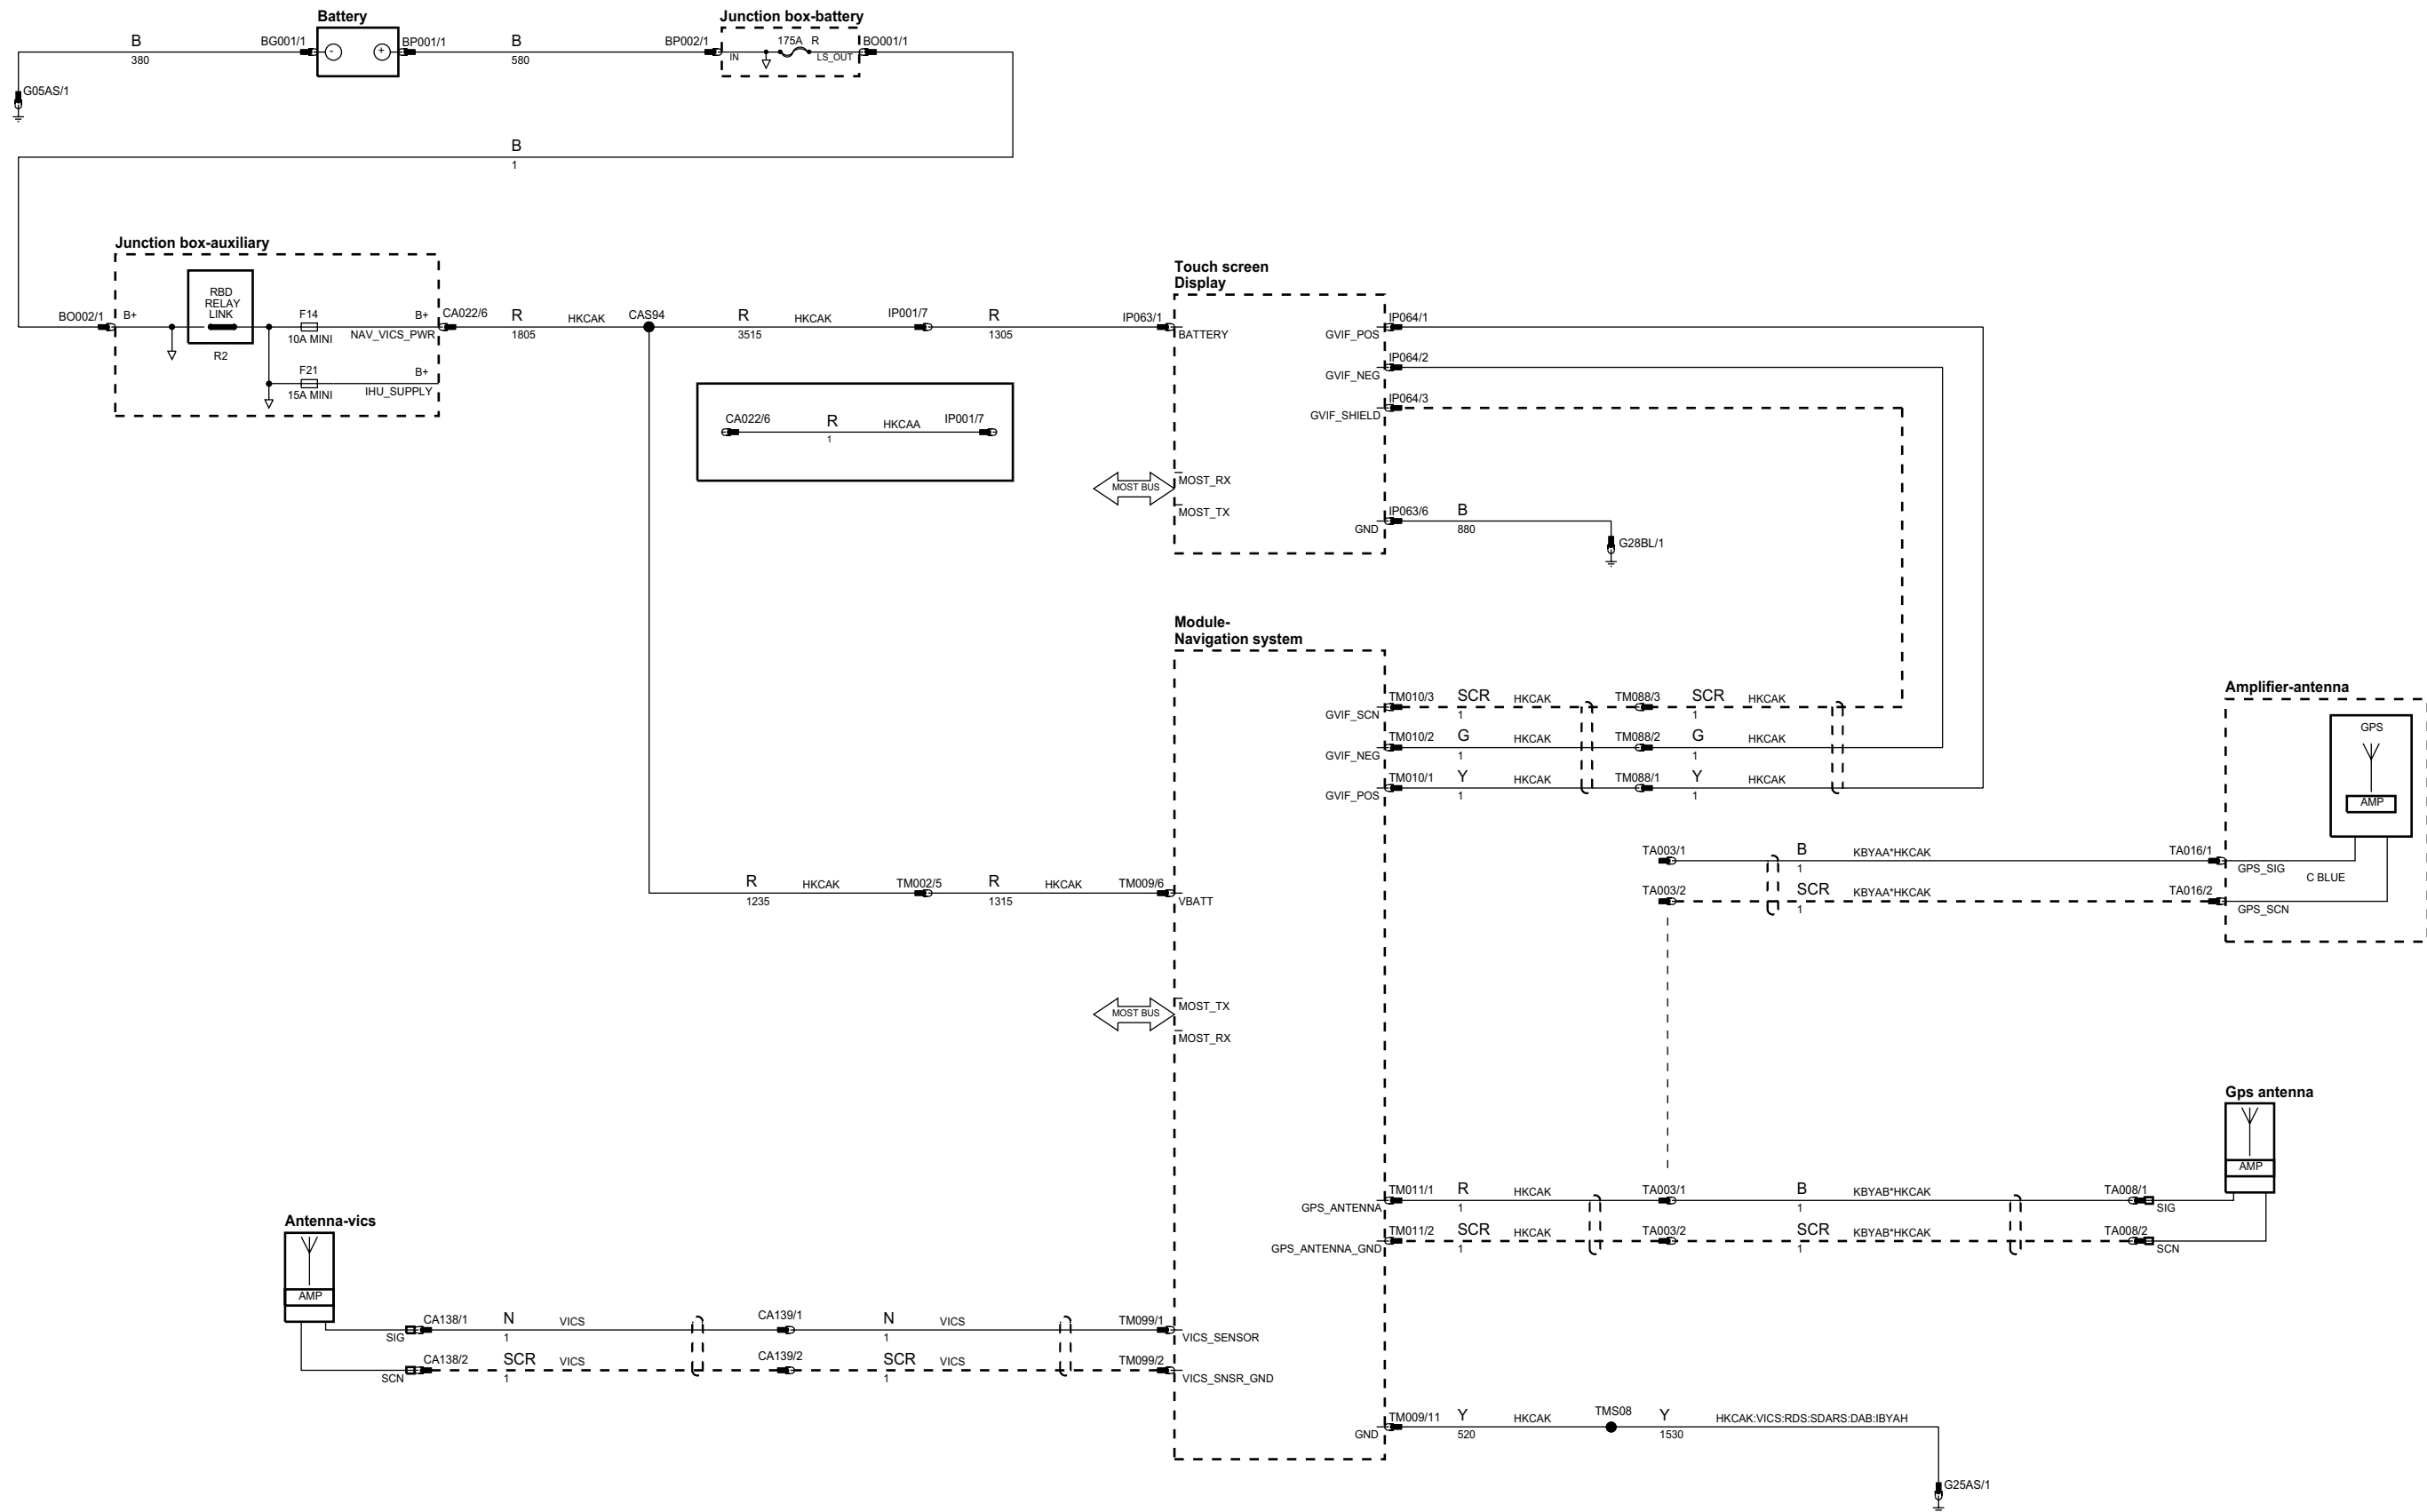 Battery
Junction box-battery
B
380
BG001/1
-
+
BP001/1
B
580
BP002/1
IN
175A R
LS_OUT
BO001/1
G05AS/1
B
1
Junction box-auxiliary
BO002/1
B+
RBD
RELAY
LINK
R2
F14
10A MINI
B+
NAV_VICS_PWR
F21
15A MINI
B+
IHU_SUPPLY
CA022/6
R
1805
HKCAK
CAS94
R
3515
HKCAK
IP001/7
R
1305
IP063/1
CA022/6
R
1
HKCAA
IP001/7
Touch screen
Display
BATTERY
GVIF_POS
IP064/1
GVIF_NEG
IP064/2
GVIF_SHIELD
IP064/3
MOST BUS
MOST_RX
MOST_TX
GND
IP063/6
B
880
G28BL/1
Module-
Navigation system
GVIF_SCN
TM010/3
SCR
1
HKCAK
TM088/3
SCR
1
HKCAK
GVIF_NEG
TM010/2
G
1
HKCAK
TM088/2
G
1
HKCAK
GVIF_POS
TM010/1
Y
1
HKCAK
TM088/1
Y
1
HKCAK
Amplifier-antenna
GPS
AMP
TA003/1
B
1
KBYAA*HKCAK
TA016/1
GPS_SIG
C BLUE
TA003/2
SCR
1
KBYAA*HKCAK
TA016/2
GPS_SCN
R
1235
HKCAK
TM002/5
R
1315
HKCAK
TM009/6
VBATT
MOST BUS
MOST_TX
MOST_RX
Gps antenna
AMP
GPS_ANTENNA
TM011/1
R
1
HKCAK
TA003/1
B
1
KBYAB*HKCAK
TA008/1
SIG
GPS_ANTENNA_GND
TM011/2
SCR
1
HKCAK
TA003/2
SCR
1
KBYAB*HKCAK
TA008/2
SCN
Antenna-vics
AMP
SIG
CA138/1
N
1
VICS
CA139/1
N
1
VICS
TM099/1
VICS_SENSOR
SCN
CA138/2
SCR
1
VICS
CA139/2
SCR
1
VICS
TM099/2
VICS_SNSR_GND
GND
TM009/11
Y
520
HKCAK
TMS08
Y
1530
HKCAK:VICS:RDS:SDARS:DAB:IBYAH
G25AS/1